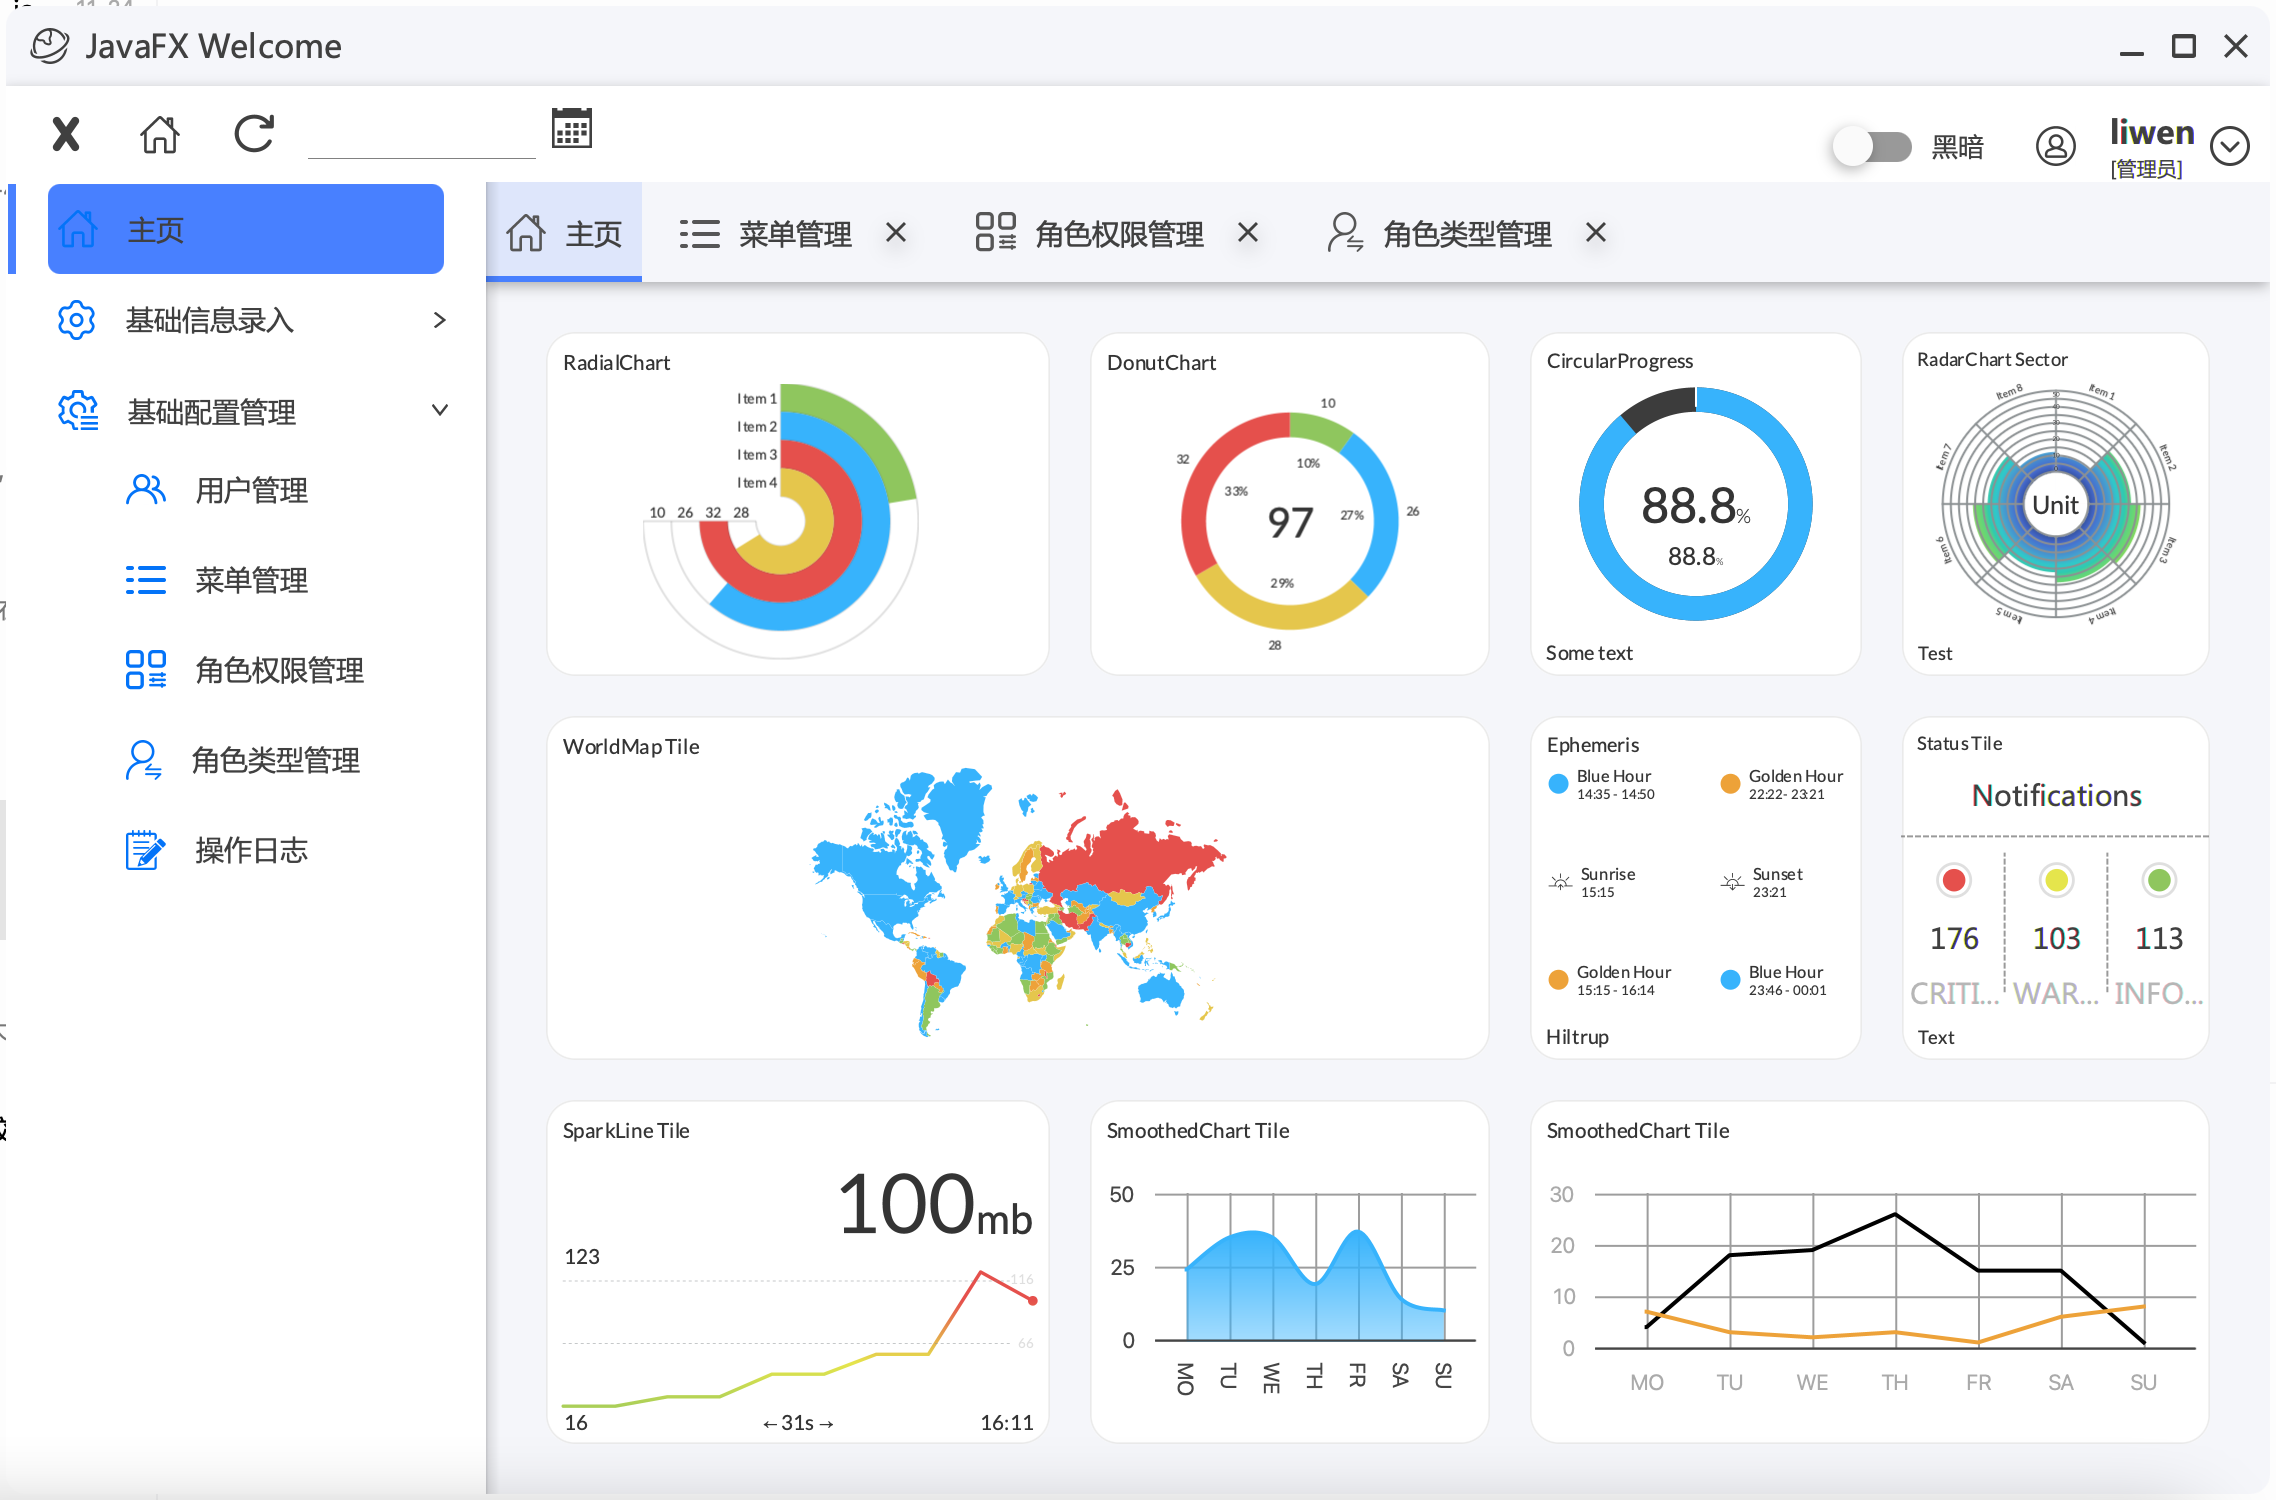 JavaFX Welcome
黑暗
liwen
[管理员]
主页
基础信息录入
基础配置管理
用户管理
菜单管理
角色权限管理
角色类型管理
操作日志
主页
菜单管理
角色权限管理
角色类型管理
RadialChart
Item 1
Item 2
Item 3
Item 4
10 26 32 28
DonutChart
10
32
10%
33%
97
27%
26
29%
28
CircularProgress
88.8%
88.8%
Some text
RadarChart Sector
Item 8
Item 1
Item 7
Item 2
Unit
Item 6
Item 3
Item 5
Item 4
Test
WorldMap Tile
Ephemeris
Blue Hour
14:35 - 14:50
Golden Hour
22:22- 23:21
Sunrise
15:15
Sunset
23:21
Golden Hour
15:15 - 16:14
Blue Hour
23:46 - 00:01
Hiltrup
Status Tile
Notifications
176 103 113
CRITI... WAR... INFO...
Text
SparkLine Tile
100mb
123
116
66
16 ←31s→ 16:11
SmoothedChart Tile
50
25
0
MO TU WE TH FR SA SU
SmoothedChart Tile
30
20
10
0
MO TU WE TH FR SA SU